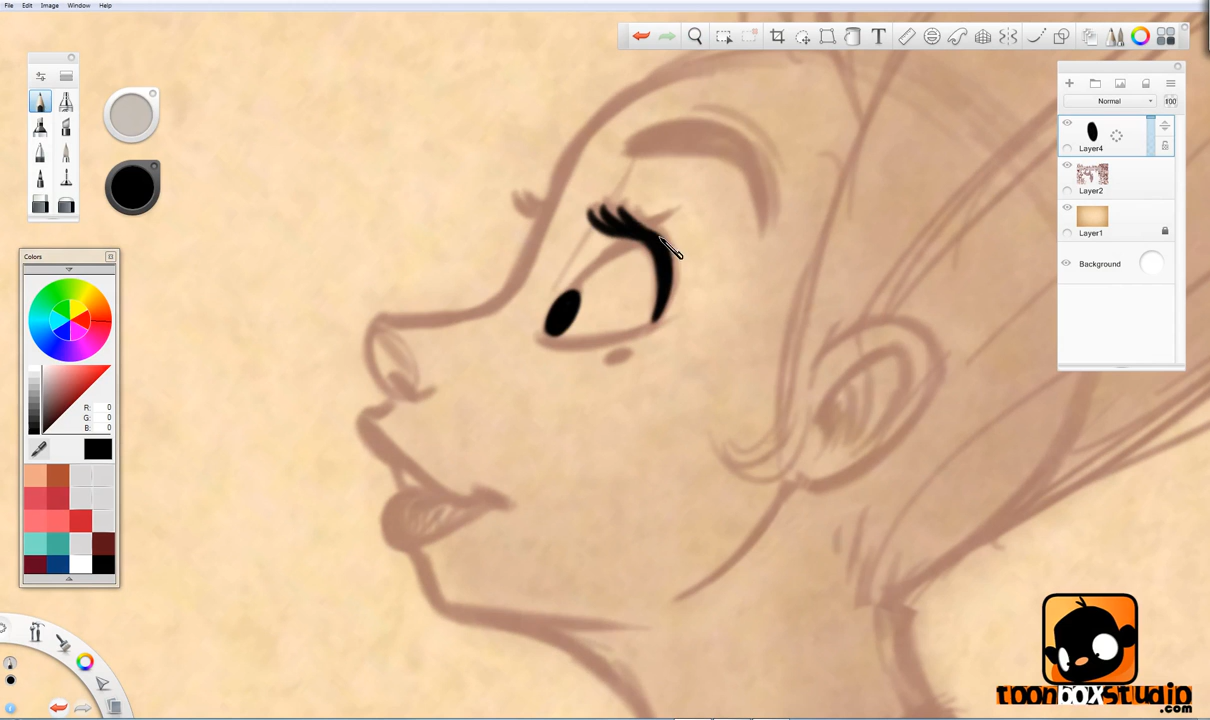 File Edit Image Window Help
T
Normal 100
Layer4
Layer2
Layer1
Background
Colors
R: 0
G: 0
B: 0
toonboxstudio
.com